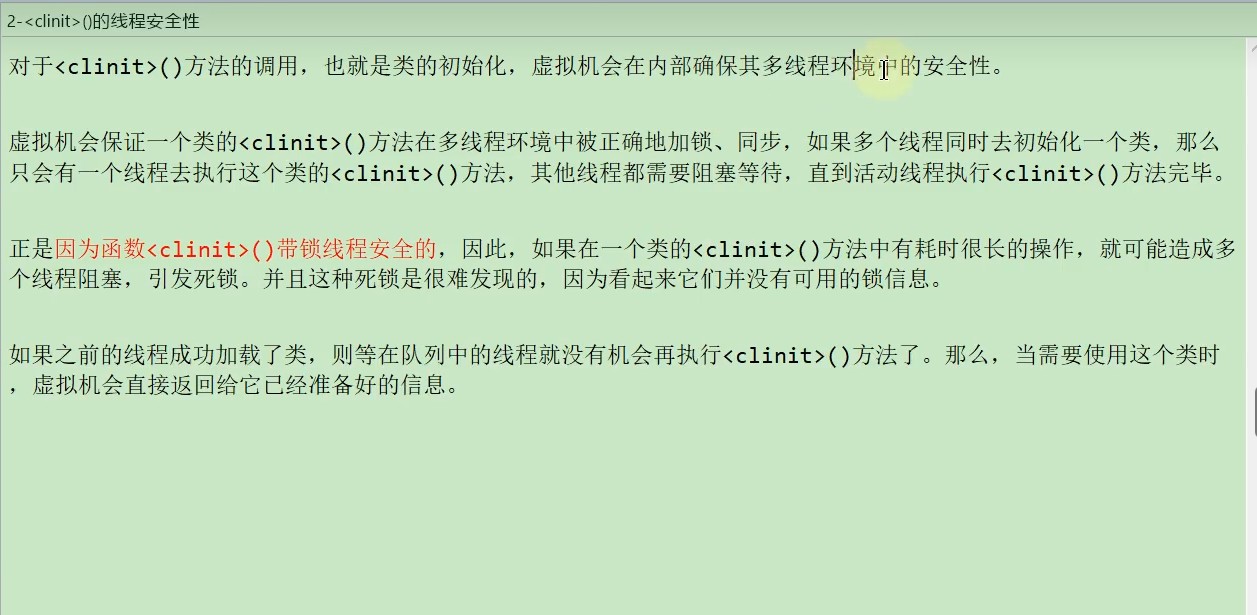 2-<clinit>()的线程安全性
对于<clinit>()方法的调用，也就是类的初始化，虚拟机会在内部确保其多线程环境中的安全性。
虚拟机会保证一个类的<clinit>()方法在多线程环境中被正确地加锁、同步，如果多个线程同时去初始化一个类，那么
只会有一个线程去执行这个类的<clinit>()方法，其他线程都需要阻塞等待，直到活动线程执行<clinit>()方法完毕。
正是因为函数<clinit>()带锁线程安全的，因此，如果在一个类的<clinit>()方法中有耗时很长的操作，就可能造成多
个线程阻塞，引发死锁。并且这种死锁是很难发现的，因为看起来它们并没有可用的锁信息。
如果之前的线程成功加载了类，则等在队列中的线程就没有机会再执行<clinit>()方法了。那么，当需要使用这个类时
，虚拟机会直接返回给它已经准备好的信息。